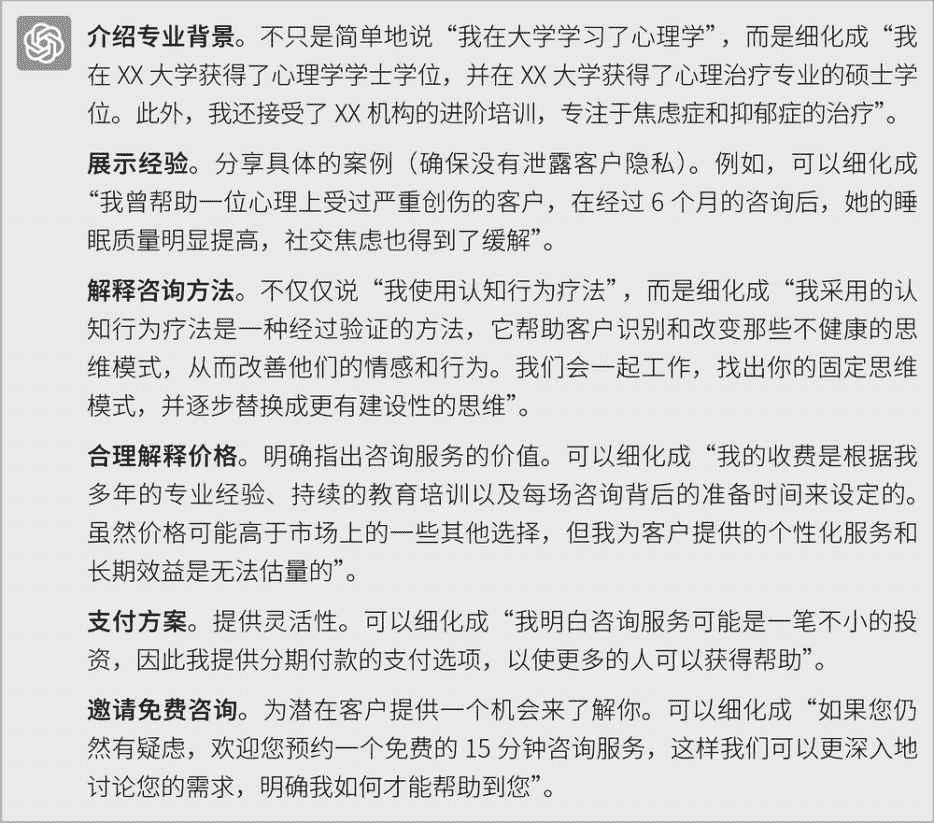 介绍专业背景。不只是简单地说“我在大学学习了心理学”，而是细化成“我
在 XX 大学获得了心理学学士学位，并在 XX 大学获得了心理治疗专业的硕士学
位。此外，我还接受了 XX 机构的进阶培训，专注于焦虑症和抑郁症的治疗”。
展示经验。分享具体的案例（确保没有泄露客户隐私）。例如，可以细化成
“我曾帮助一位心理上受过严重创伤的客户，在经过 6 个月的咨询后，她的睡
眠质量明显提高，社交焦虑也得到了缓解”。
解释咨询方法。不仅仅说“我使用认知行为疗法”，而是细化成“我采用的认
知行为疗法是一种经过验证的方法，它帮助客户识别和改变那些不健康的思
维模式，从而改善他们的情感和行为。我们会一起工作，找出你的固定思维
模式，并逐步替换成更有建设性的思维”。
合理解释价格。明确指出咨询服务的价值。可以细化成“我的收费是根据我
多年的专业经验、持续的教育培训以及每场咨询背后的准备时间来设定的。
虽然价格可能高于市场上的一些其他选择，但我为客户提供的个性化服务和
长期效益是无法估量的”。
支付方案。提供灵活性。可以细化成“我明白咨询服务可能是一笔不小的投
资，因此我提供分期付款的支付选项，以使更多的人可以获得帮助”。
邀请免费咨询。为潜在客户提供一个机会来了解你。可以细化成“如果您仍
然有疑虑，欢迎您预约一个免费的 15 分钟咨询服务，这样我们可以更深入地
讨论您的需求，明确我如何才能帮助到您”。